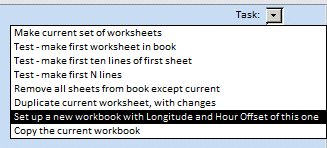 Task:
Make current set of worksheets
Test - make first worksheet in book
Test - make first ten lines of first sheet
Test - make first N lines
Remove all sheets from book except current
Duplicate current worksheet, with changes
Set up a new workbook with Longitude and Hour Offset of this one
Copy the current workbook